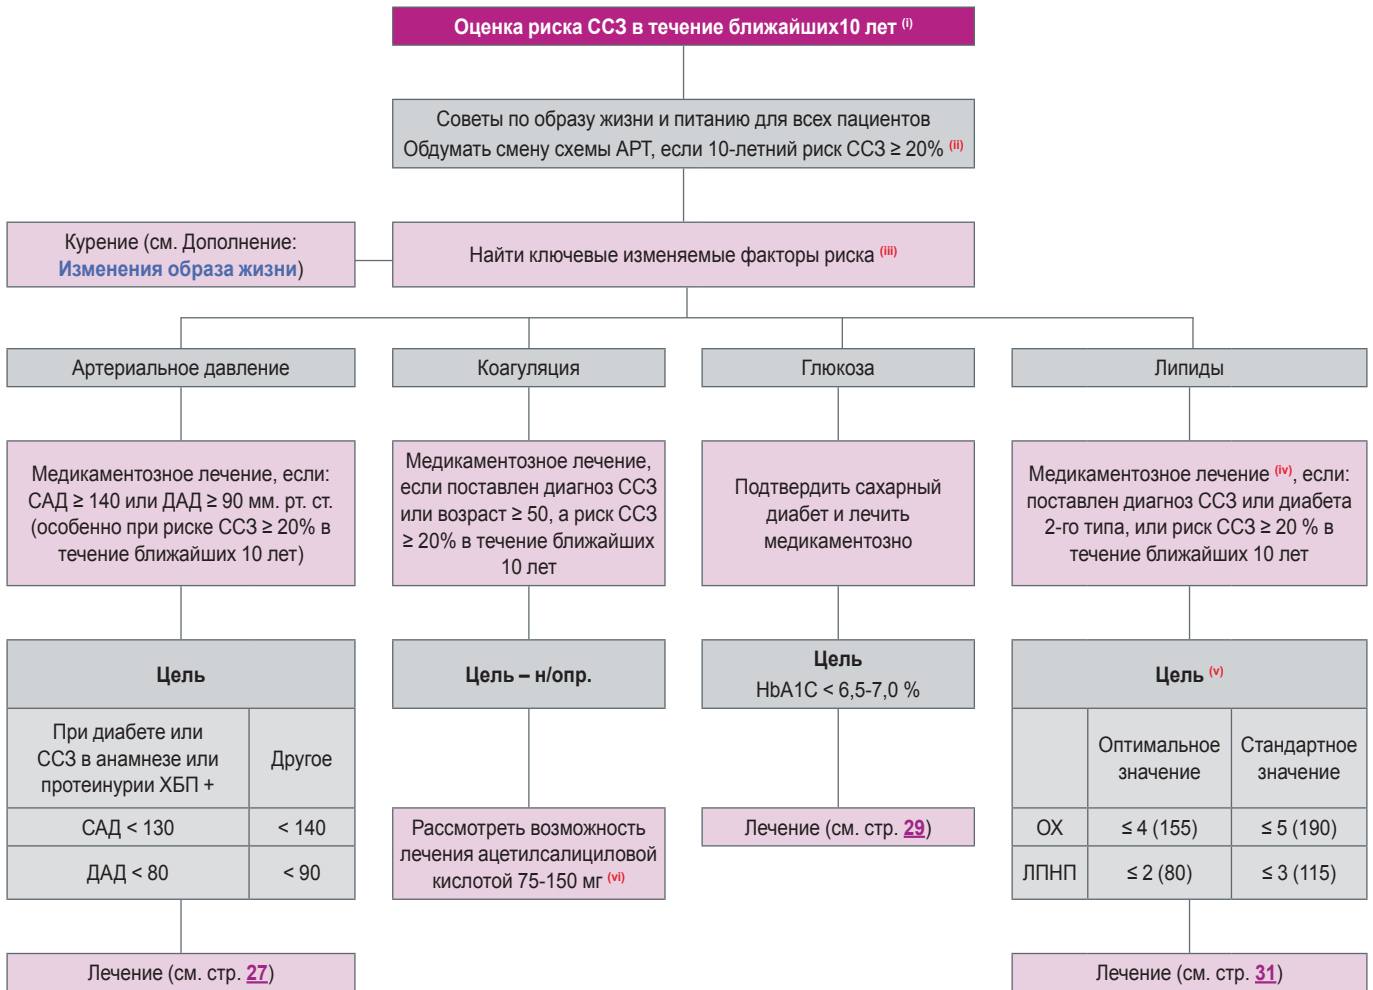 Оценка риска ССЗ в течение ближайших10 лет (i)
Советы по образу жизни и питанию для всех пациентов
Обдумать смену схемы АРТ, если 10-летний риск ССЗ ≥ 20% (ii)
Курение (см. Дополнение:
Изменения образа жизни)
Найти ключевые изменяемые факторы риска (iii)
Артериальное давление
Коагуляция
Глюкоза
Липиды
Медикаментозное лечение, если:
САД ≥ 140 или ДАД ≥ 90 мм. рт. ст.
(особенно при риске ССЗ ≥ 20% в
течение ближайших 10 лет)
Медикаментозное лечение,
если поставлен диагноз ССЗ
или возраст ≥ 50, а риск ССЗ
≥ 20% в течение ближайших
10 лет
Подтвердить сахарный
диабет и лечить
медикаментозно
Медикаментозное лечение (iv), если:
поставлен диагноз ССЗ или диабета
2-го типа, или риск ССЗ ≥ 20 % в
течение ближайших 10 лет
Цель
При диабете или
ССЗ в анамнезе или
протеинурии ХБП +
Другое
САД < 130
< 140
ДАД < 80
< 90
Лечение (см. стр. 27)
Цель – н/опр.
Рассмотреть возможность
лечения ацетилсалициловой
кислотой 75-150 мг (vi)
Цель
HbA1C < 6,5-7,0 %
Лечение (см. стр. 29)
Цель (v)
Оптимальное
значение
Стандартное
значение
ОХ
≤ 4 (155)
≤ 5 (190)
ЛПНП
≤ 2 (80)
≤ 3 (115)
Лечение (см. стр. 31)